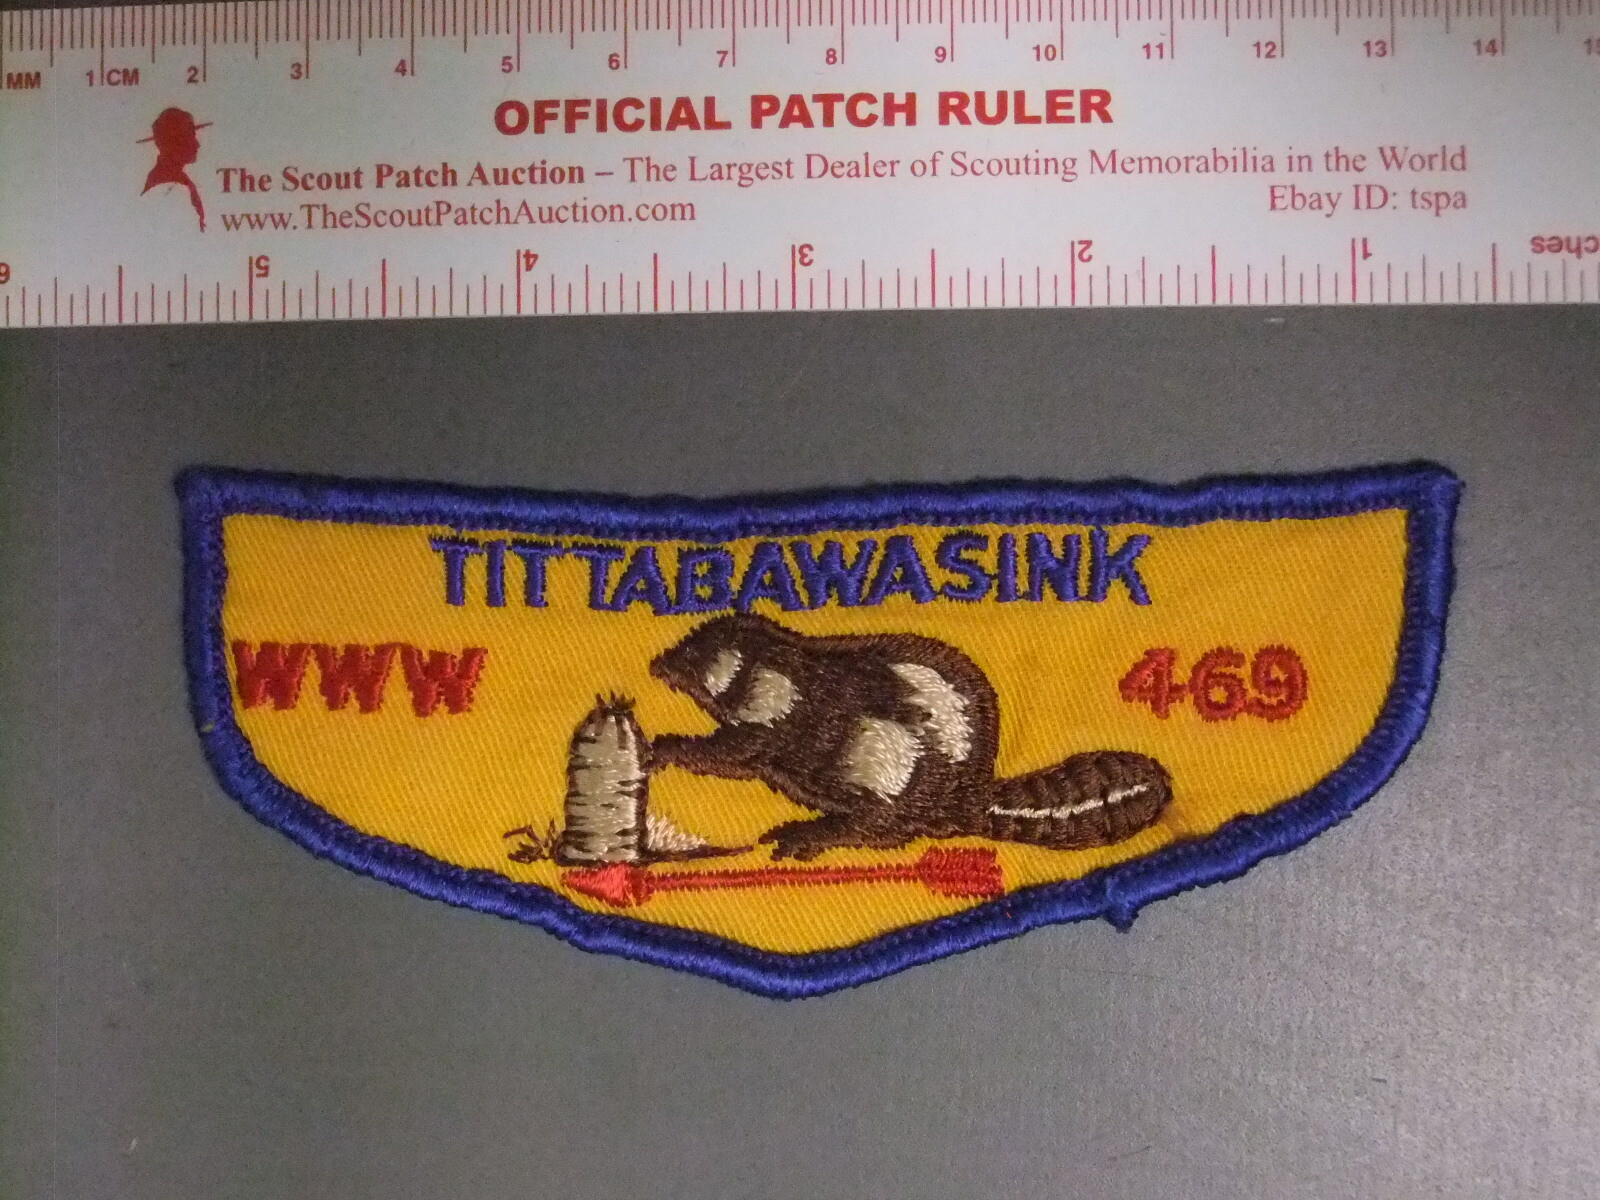 MM 1 CM 2 3 4 5 6 7 8 9 10 11 12 13 14 15
OFFICIAL PATCH RULER
The Scout Patch Auction – The Largest Dealer of Scouting Memorabilia in the World
www.TheScoutPatchAuction.com Ebay ID: tspa
6 5 4 3 2 1 ches
TITTABAWASINK
WWW 469